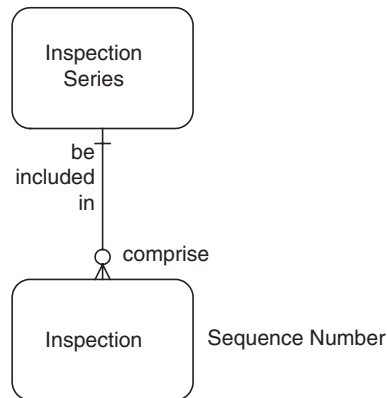 Inspection
Series
be
included
in
comprise
Inspection
Sequence Number